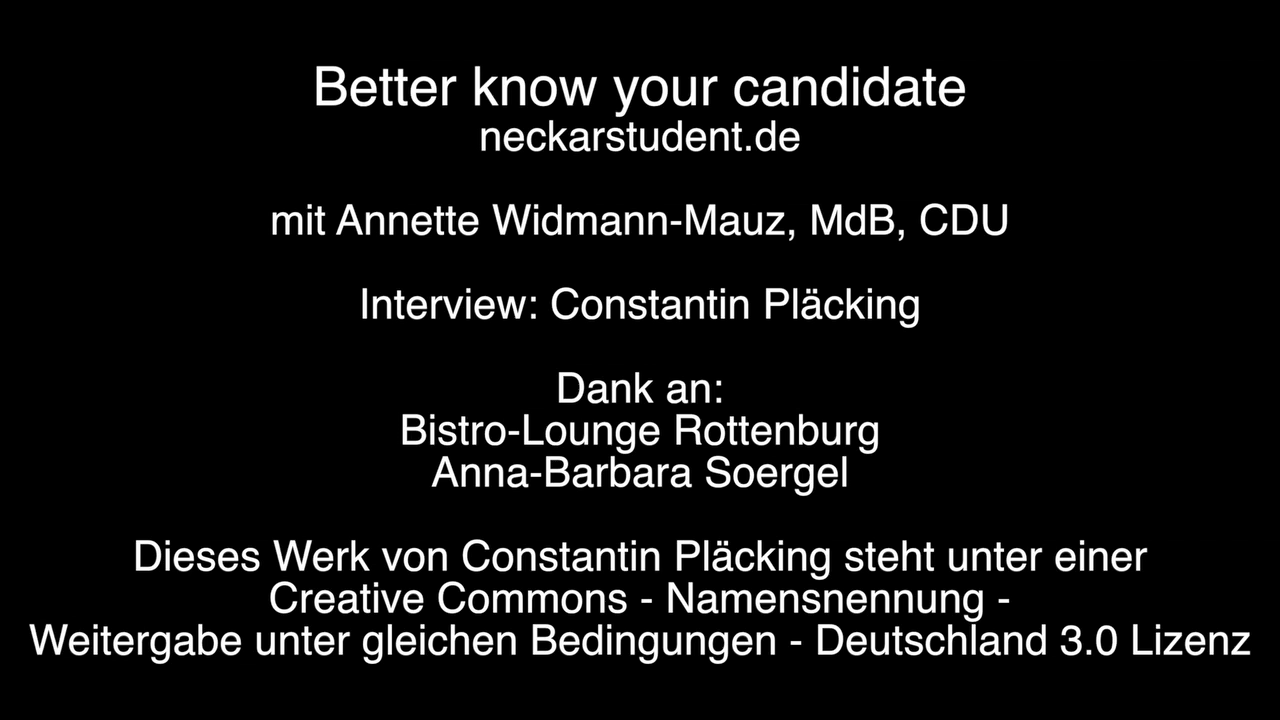 Better know your candidate
neckarstudent.de
mit Annette Widmann-Mauz, MdB, CDU
Interview: Constantin Pläcking
Dank an:
Bistro-Lounge Rottenburg
Anna-Barbara Soergel
Dieses Werk von Constantin Pläcking steht unter einer
Creative Commons - Namensnennung -
Weitergabe unter gleichen Bedingungen - Deutschland 3.0 Lizenz